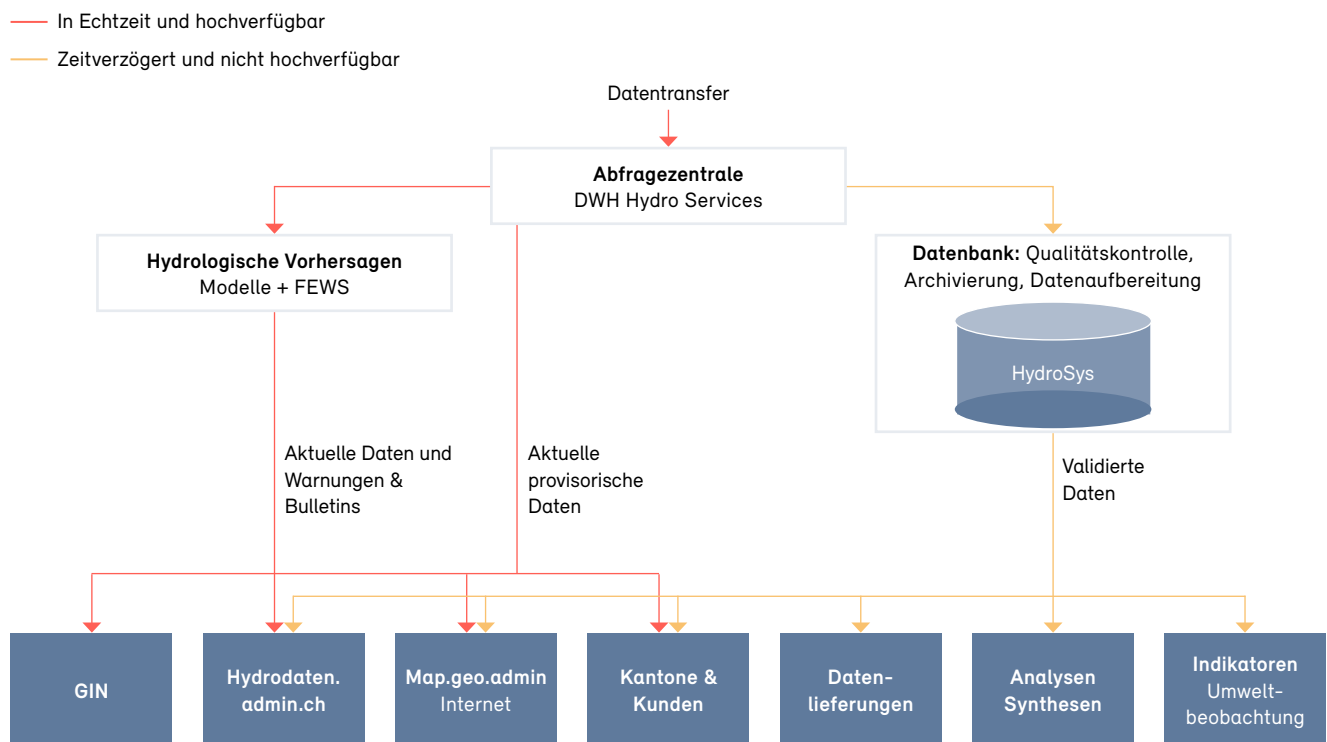 In Echtzeit und hochverfügbar
Zeitverzögert und nicht hochverfügbar
Datentransfer
Abfragezentrale
DWH Hydro Services
Hydrologische Vorhersagen
Modelle + FEWS
Datenbank: Qualitätskontrolle,
Archivierung, Datenaufbereitung
HydroSys
Aktuelle Daten und
Warnungen &
Bulletins
Aktuelle
provisorische
Daten
Validierte
Daten
GIN
Hydrodaten.
admin.ch
Map.geo.admin
Internet
Kantone &
Kunden
Daten-
lieferungen
Analysen
Synthesen
Indikatoren
Umwelt-
beobachtung